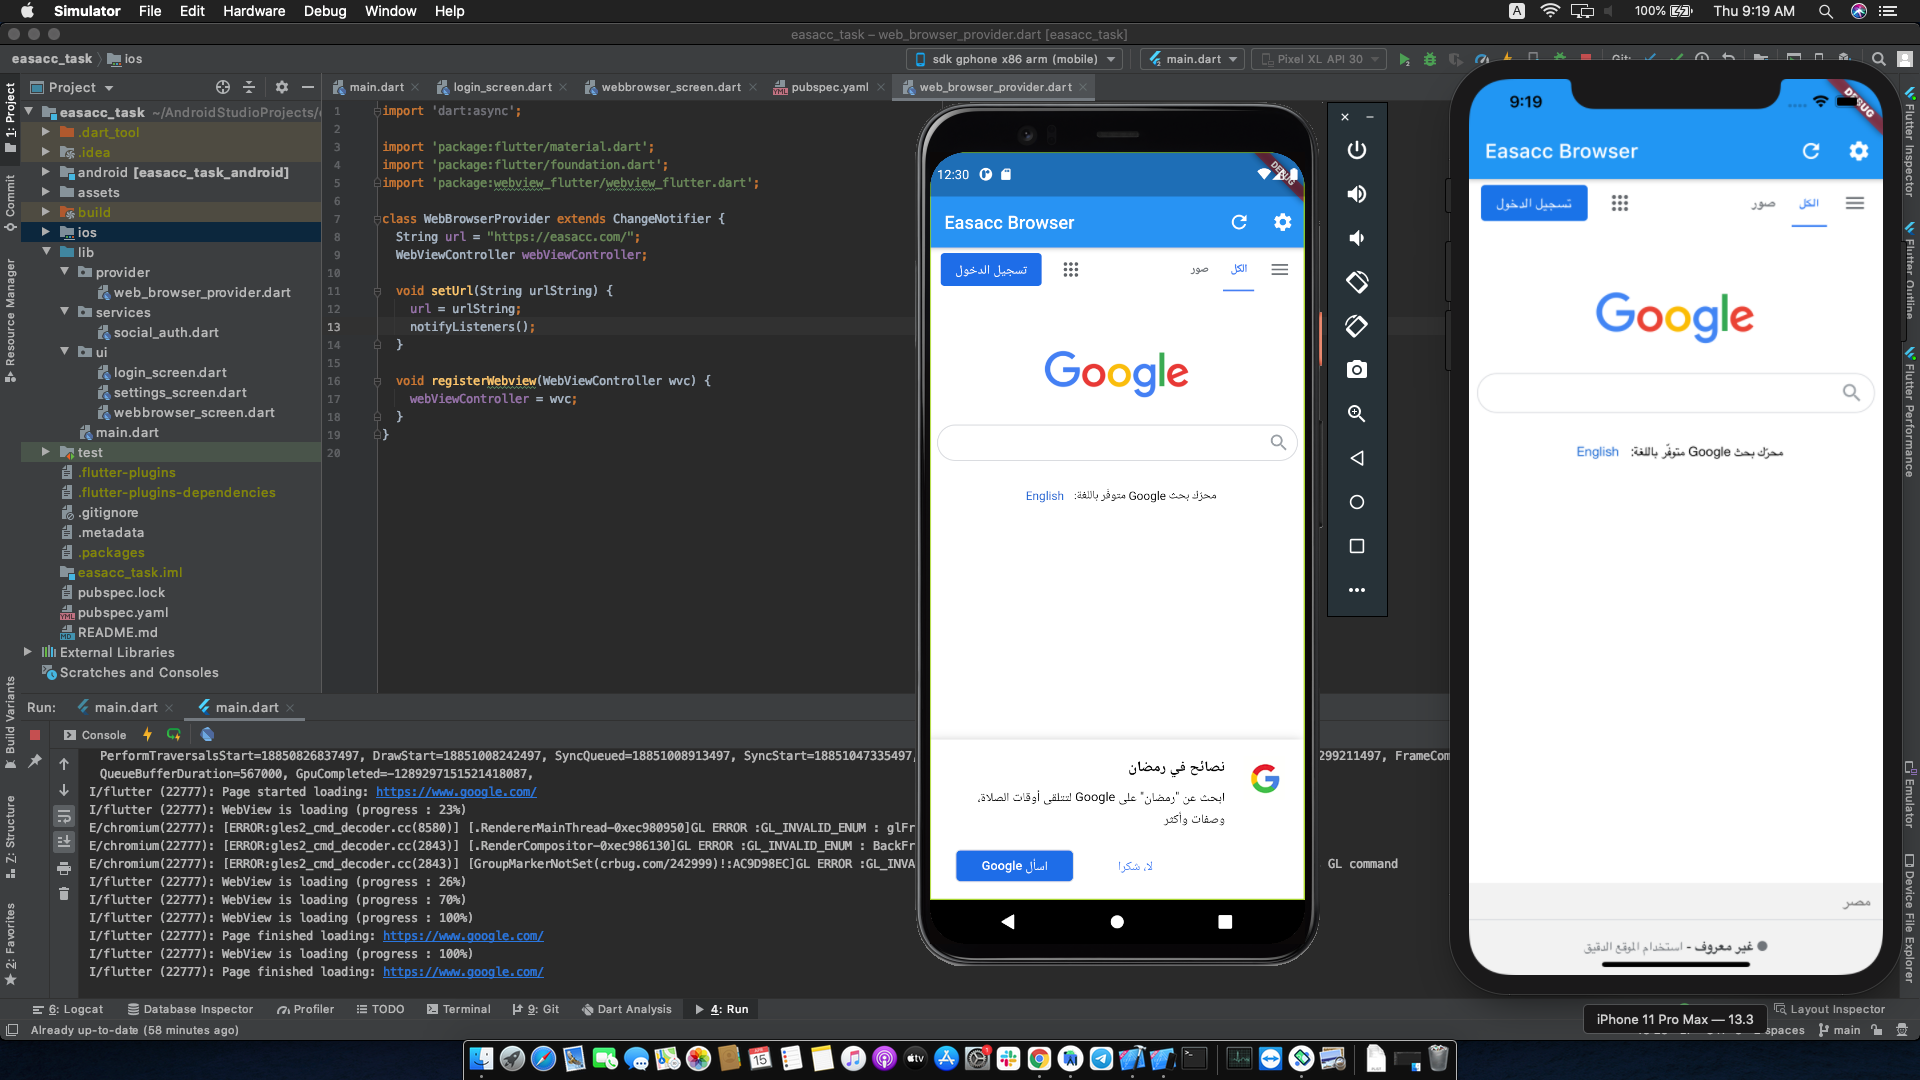 Simulator File Edit Hardware Debug Window Help
A 100% Thu 9:19 AM
easacc_task – web_browser_provider.dart [easacc_task]
easacc_task ios
sdk gphone x86 arm (mobile) main.dart Pixel XL API 30 Git:
Project
main.dart login_screen.dart webbrowser_screen.dart pubspec.yaml web_browser_provider.dart
easacc_task ~/AndroidStudioProjects/
.dart_tool
.idea
android [easacc_task_android]
assets
build
ios
lib
provider
web_browser_provider.dart
services
social_auth.dart
ui
login_screen.dart
settings_screen.dart
webbrowser_screen.dart
main.dart
test
.flutter-plugins
.flutter-plugins-dependencies
.gitignore
.metadata
.packages
easacc_task.iml
pubspec.lock
pubspec.yaml
README.md
External Libraries
Scratches and Consoles
1: Project
Commit
Resource Manager
Build Variants
Z: Structure
2: Favorites
1 import 'dart:async';
2
3 import 'package:flutter/material.dart';
4 import 'package:flutter/foundation.dart';
5 import 'package:webview_flutter/webview_flutter.dart';
6
7 class WebBrowserProvider extends ChangeNotifier {
8 String url = "https://easacc.com/";
9 WebViewController webViewController;
10
11 void setUrl(String urlString) {
12 url = urlString;
13 notifyListeners();
14 }
15
16 void registerWebview(WebViewController wvc) {
17 webViewController = wvc;
18 }
19 }
20
12:30
DEBUG
Easacc Browser
تسجيل الدخول الكل صور
Google
محرّك بحث Google متوفّر باللغة: English
نصائح في رمضان
ابحث عن "رمضان" على Google لتتلقى أوقات الصلاة،
وصفات وأكثر
اسأل Google لا، شكرا
9:19
DEBUG
Easacc Browser
تسجيل الدخول الكل صور
Google
محرّك بحث Google متوفّر باللغة: English
مصر
غير معروف - استخدام الموقع الدقيق
iPhone 11 Pro Max — 13.3
Flutter Inspector
Flutter Outline
Flutter Performance
Emulator
Device File Explorer
Run: main.dart main.dart
Console
PerformTraversalsStart=18850826837497, DrawStart=18851008242497, SyncQueued=18851008913497, SyncStart=18851047335497, 299211497, FrameCom
QueueBufferDuration=567000, GpuCompleted=-1289297151521418087,
I/flutter (22777): Page started loading: https://www.google.com/
I/flutter (22777): WebView is loading (progress : 23%)
E/chromium(22777): [ERROR:gles2_cmd_decoder.cc(8580)] [.RendererMainThread-0xec980950]GL ERROR :GL_INVALID_ENUM : glFr
E/chromium(22777): [ERROR:gles2_cmd_decoder.cc(2843)] [.RenderCompositor-0xec986130]GL ERROR :GL_INVALID_ENUM : BackFr
E/chromium(22777): [ERROR:gles2_cmd_decoder.cc(2843)] [GroupMarkerNotSet(crbug.com/242999)!:AC9D98EC]GL ERROR :GL_INVA GL command
I/flutter (22777): WebView is loading (progress : 26%)
I/flutter (22777): WebView is loading (progress : 70%)
I/flutter (22777): WebView is loading (progress : 100%)
I/flutter (22777): Page finished loading: https://www.google.com/
I/flutter (22777): WebView is loading (progress : 100%)
I/flutter (22777): Page finished loading: https://www.google.com/
6: Logcat Database Inspector Profiler TODO Terminal 9: Git Dart Analysis 4: Run Layout Inspector
Already up-to-date (58 minutes ago) spaces main
15
tv